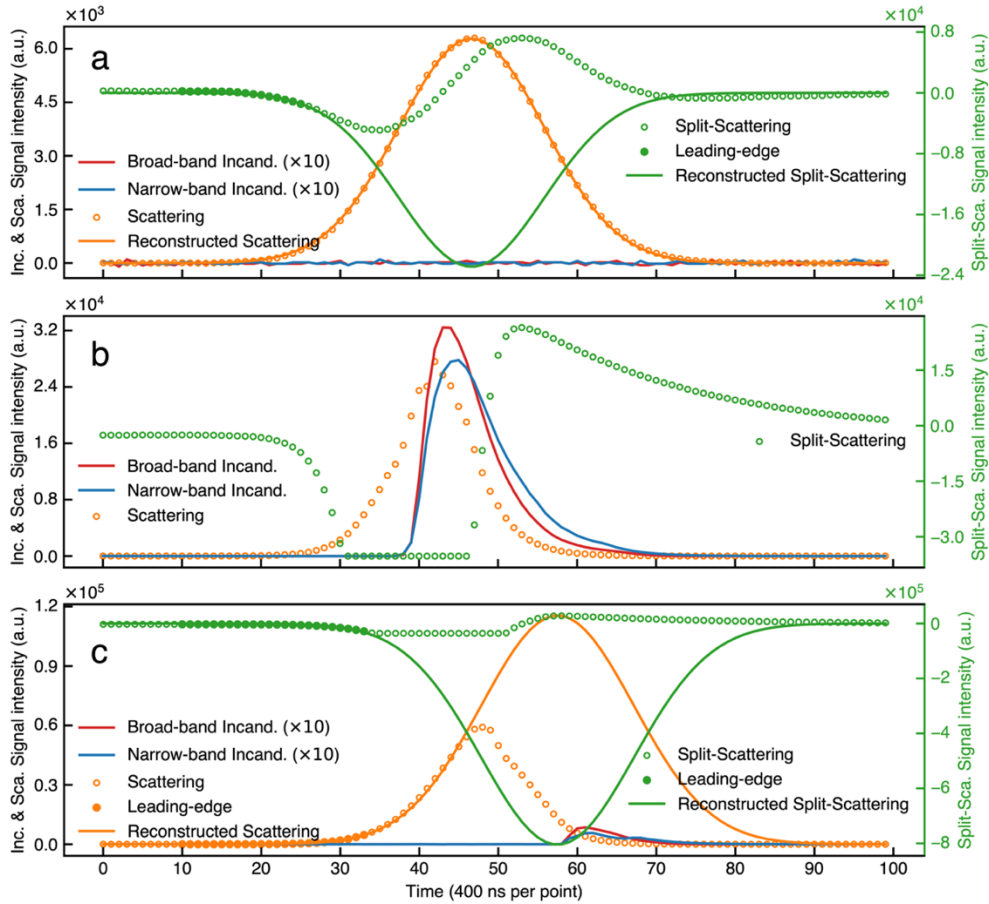 ×10³
×10⁴
a
Inc. & Sca. Signal intensity (a.u.)
6.0
4.5
3.0
1.5
0.0
Broad-band Incand. (×10)
Narrow-band Incand. (×10)
Scattering
Reconstructed Scattering
Split-Scattering
Leading-edge
Reconstructed Split-Scattering
0.8
0.0
−0.8
−1.6
−2.4
Split-Sca. Signal intensity (a.u.)
×10⁴
×10⁴
b
Inc. & Sca. Signal intensity (a.u.)
3.2
2.4
1.6
0.8
0.0
Broad-band Incand.
Narrow-band Incand.
Scattering
Split-Scattering
1.5
0.0
−1.5
−3.0
Split-Sca. Signal intensity (a.u.)
×10⁵
×10⁵
c
Inc. & Sca. Signal intensity (a.u.)
1.2
0.9
0.6
0.3
0.0
Broad-band Incand. (×10)
Narrow-band Incand. (×10)
Scattering
Leading-edge
Reconstructed Scattering
Split-Scattering
Leading-edge
Reconstructed Split-Scattering
0
−2
−4
−6
−8
Split-Sca. Signal intensity (a.u.)
0 10 20 30 40 50 60 70 80 90 100
Time (400 ns per point)